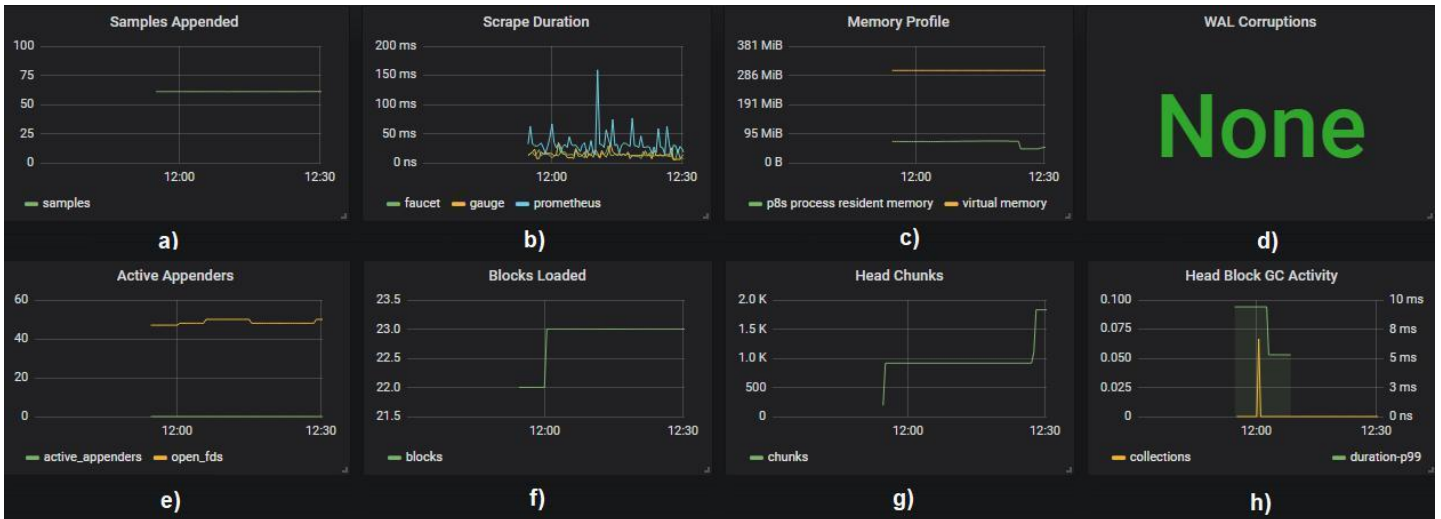 Samples Appended
100
75
50
25
0
12:00 12:30
samples
a)
Scrape Duration
200 ms
150 ms
100 ms
50 ms
0 ns
12:00 12:30
faucet gauge prometheus
b)
Memory Profile
381 MiB
286 MiB
191 MiB
95 MiB
0 B
12:00 12:30
p8s process resident memory virtual memory
c)
WAL Corruptions
None
d)
Active Appenders
60
40
20
0
12:00 12:30
active_appenders open_fds
e)
Blocks Loaded
23.5
23.0
22.5
22.0
21.5
12:00 12:30
blocks
f)
Head Chunks
2.0 K
1.5 K
1.0 K
500
0
12:00 12:30
chunks
g)
Head Block GC Activity
0.100 10 ms
0.075 8 ms
0.050 5 ms
0.025 3 ms
0 0 ns
12:00 12:30
collections duration-p99
h)